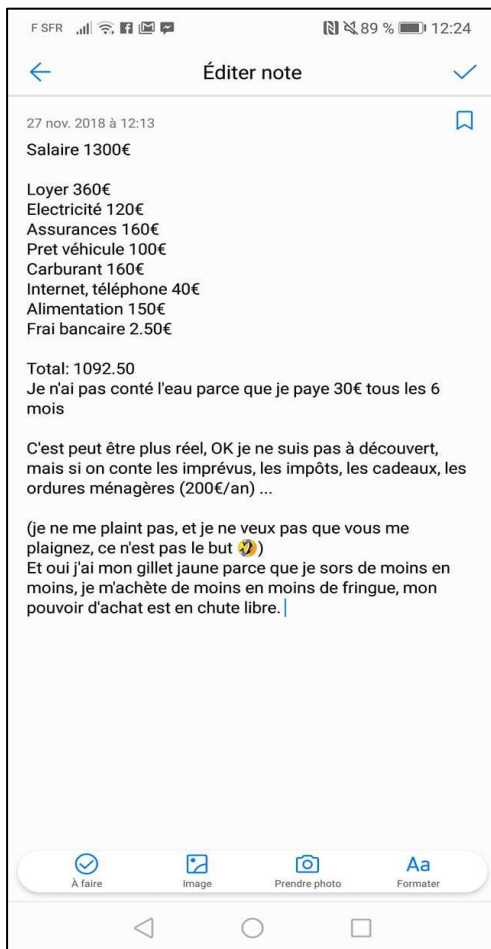 F SFR 89 % 12:24
Éditer note
27 nov. 2018 à 12:13
Salaire 1300€
Loyer 360€
Electricité 120€
Assurances 160€
Pret véhicule 100€
Carburant 160€
Internet, téléphone 40€
Alimentation 150€
Frai bancaire 2.50€
Total: 1092.50
Je n'ai pas conté l'eau parce que je paye 30€ tous les 6
mois
C'est peut être plus réel, OK je ne suis pas à découvert,
mais si on conte les imprévus, les impôts, les cadeaux, les
ordures ménagères (200€/an) ...
(je ne me plaint pas, et je ne veux pas que vous me
plaignez, ce n'est pas le but 🤣)
Et oui j'ai mon gillet jaune parce que je sors de moins en
moins, je m'achète de moins en moins de fringue, mon
pouvoir d'achat est en chute libre.
À faire Image Prendre photo Aa Formater